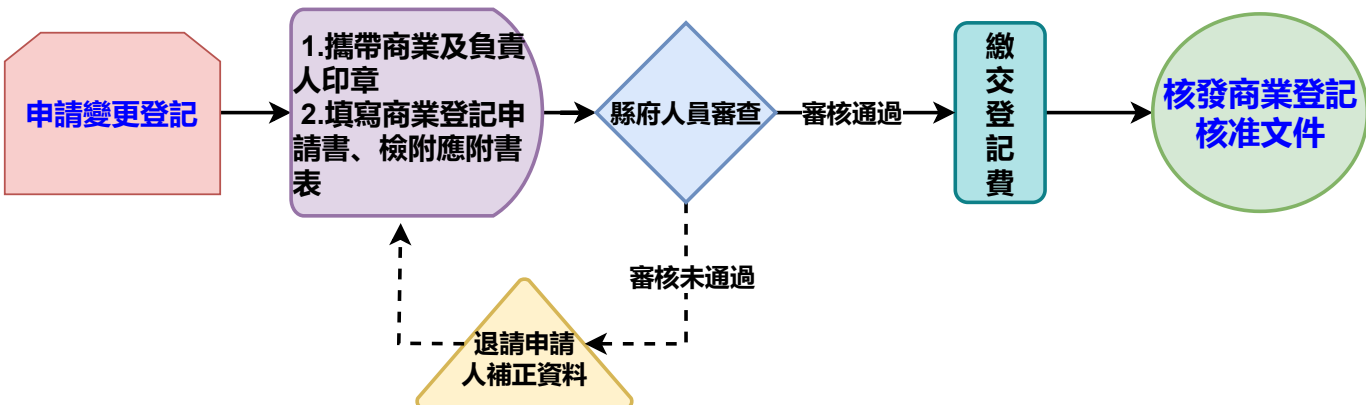 申請變更登記
1.攜帶商業及負責
人印章
2.填寫商業登記申
請書、檢附應附書
表
縣府人員審查
審核通過
繳
交
登
記
費
核發商業登記
核准文件
審核未通過
退請申請
人補正資料